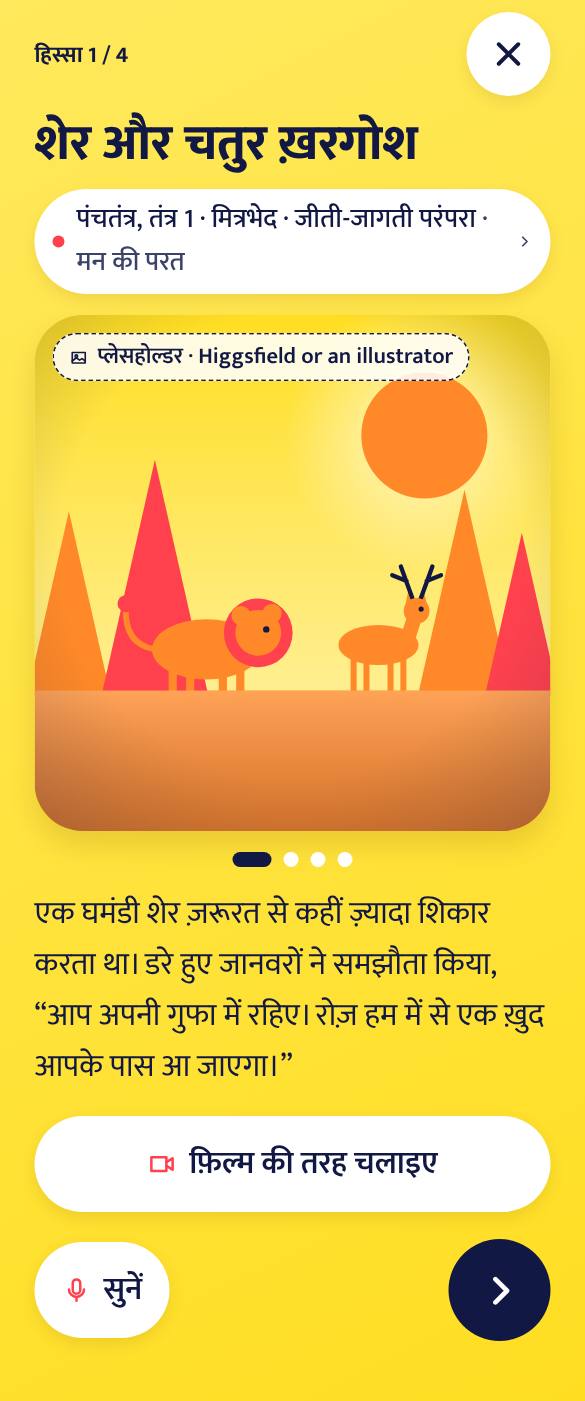 हिस्सा 1 / 4
शेर और चतुर ख़रगोश
पंचतंत्र, तंत्र 1 · मित्रभेद · जीती-जागती परंपरा ·
मन की परत
प्लेसहोल्डर · Higgsfield or an illustrator
एक घमंडी शेर ज़रूरत से कहीं ज़्यादा शिकार
करता था। डरे हुए जानवरों ने समझौता किया,
“आप अपनी गुफा में रहिए। रोज़ हम में से एक ख़ुद
आपके पास आ जाएगा।”
फ़िल्म की तरह चलाइए
सुनें